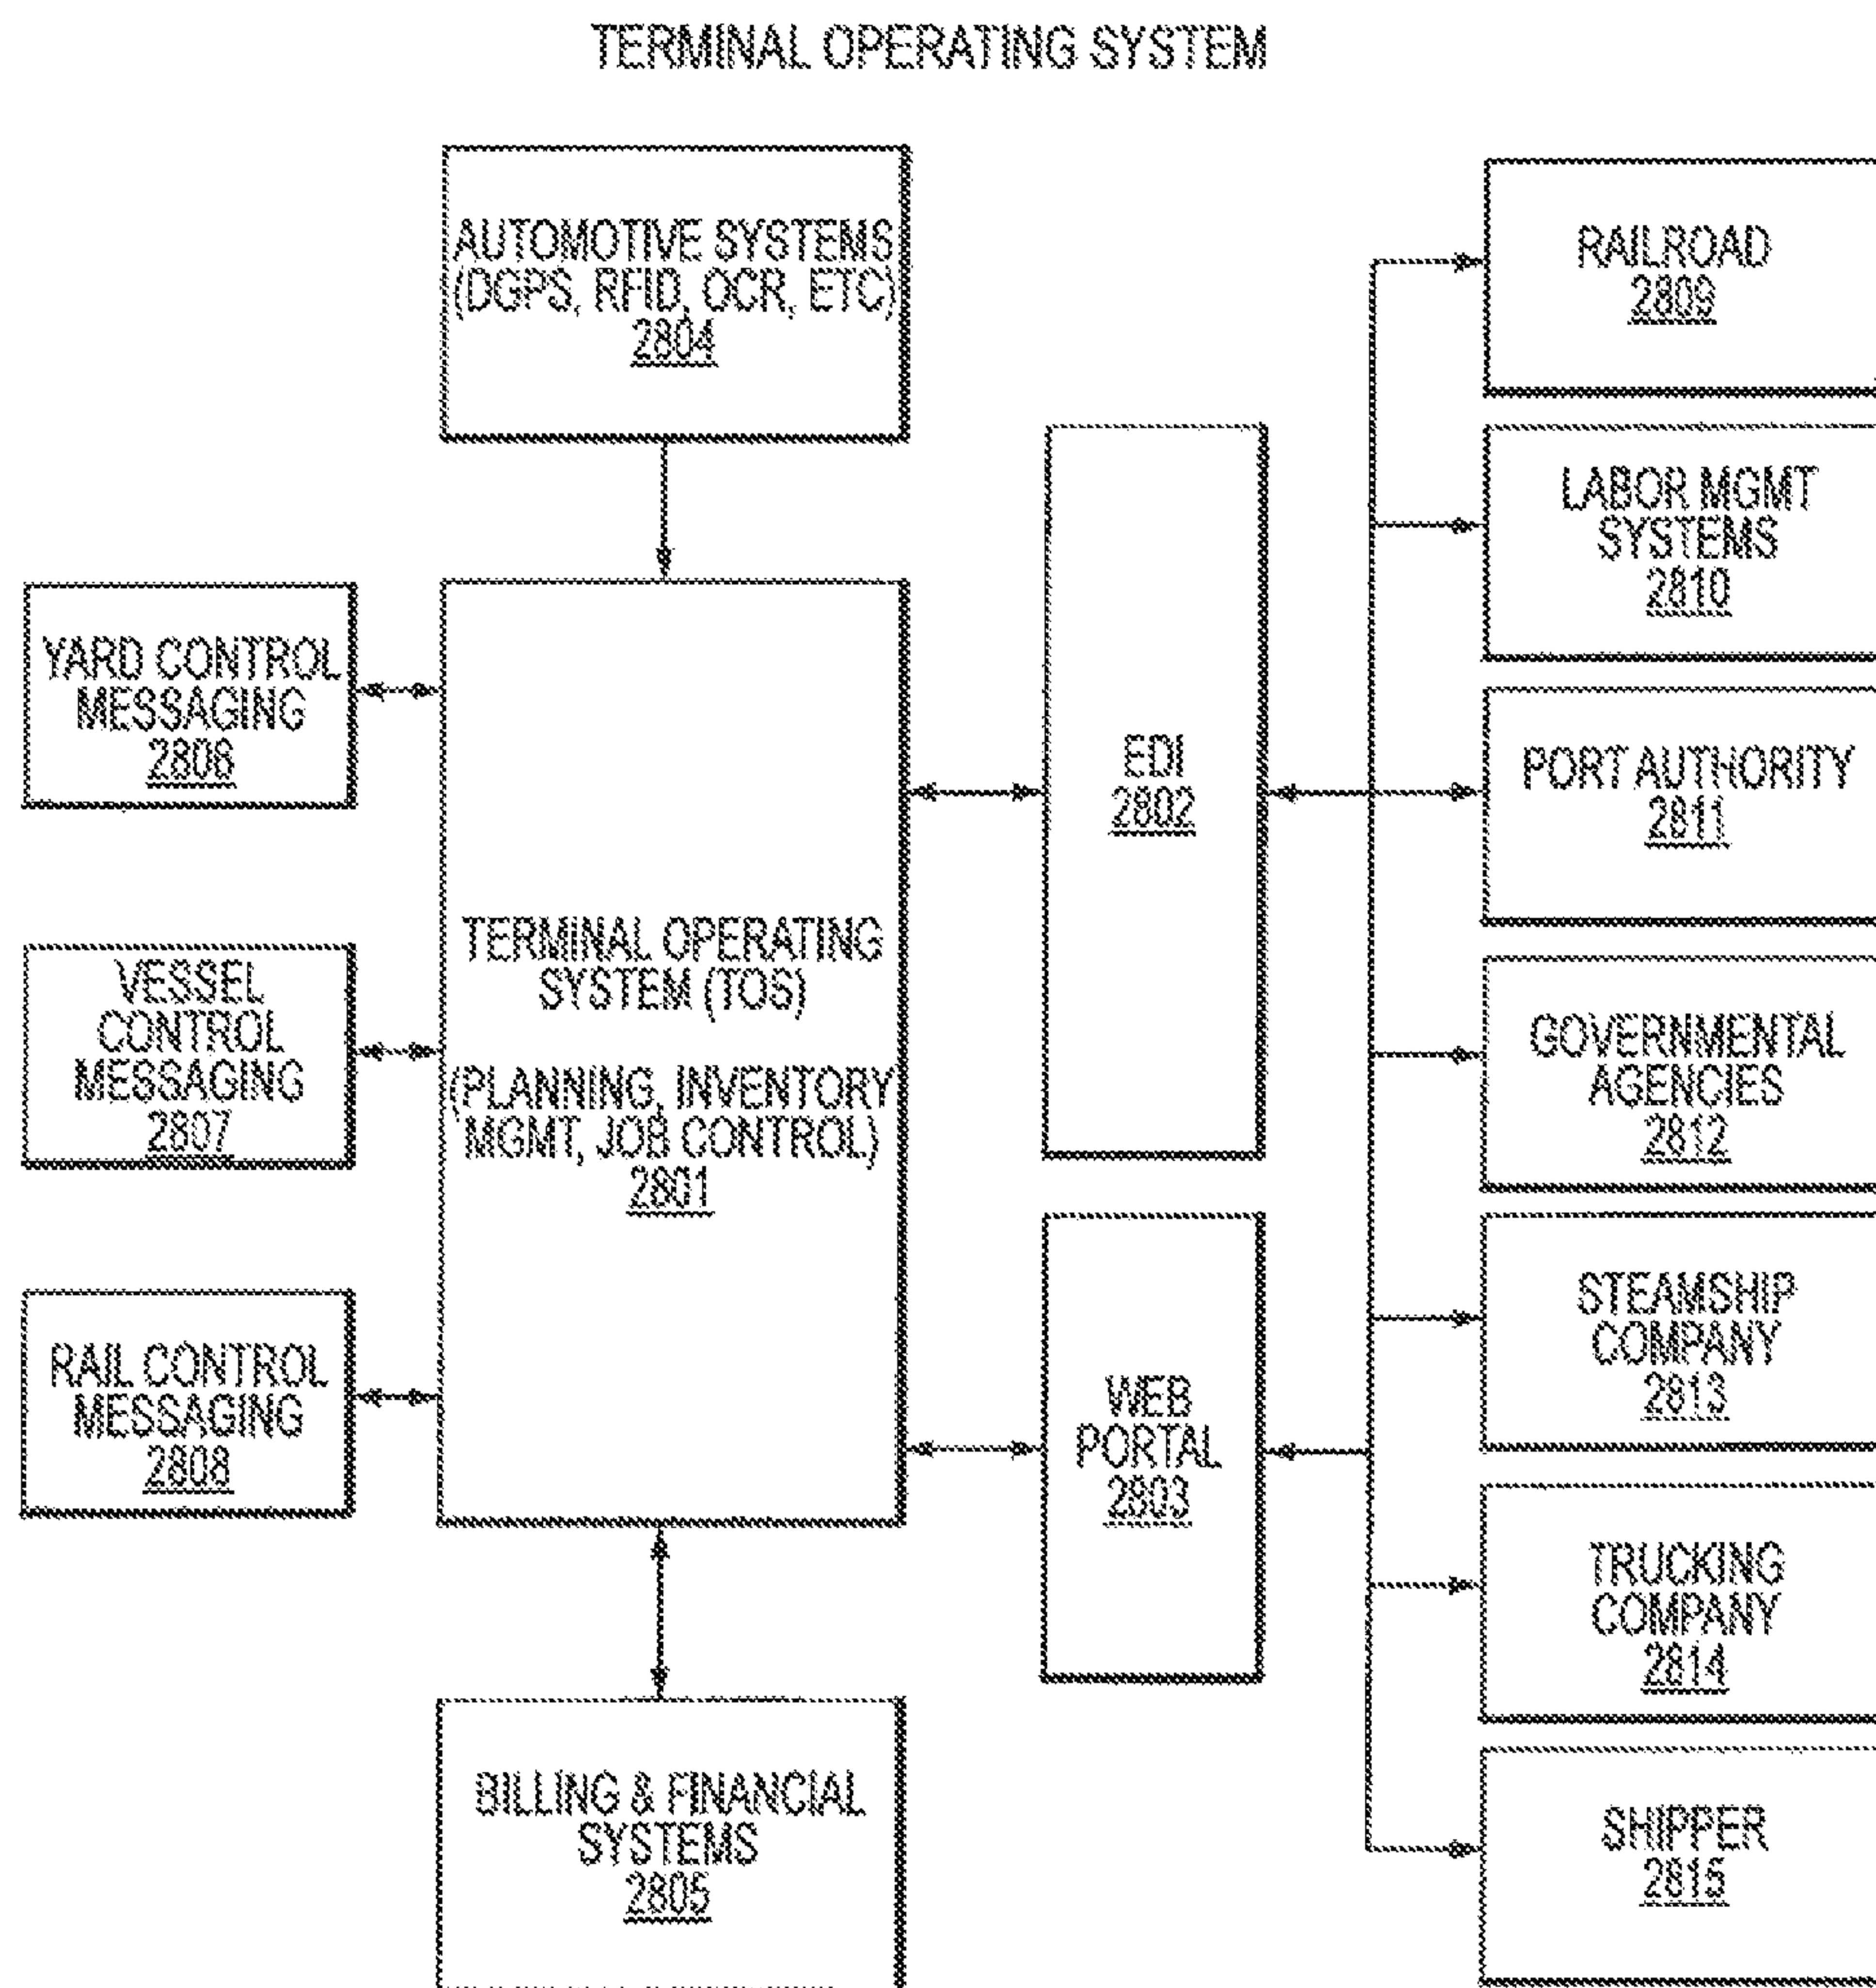 TERMINAL OPERATING SYSTEM
AUTOMOTIVE SYSTEMS
(DGPS, RFID, OCR, ETC)
2804
YARD CONTROL
MESSAGING
2806
VESSEL
CONTROL
MESSAGING
2807
RAIL CONTROL
MESSAGING
2808
TERMINAL OPERATING
SYSTEM (TOS)
(PLANNING, INVENTORY
MGMT, JOB CONTROL)
2801
BILLING & FINANCIAL
SYSTEMS
2805
EDI
2802
WEB
PORTAL
2803
RAILROAD
2809
LABOR MGMT
SYSTEMS
2810
PORT AUTHORITY
2811
GOVERNMENTAL
AGENCIES
2812
STEAMSHIP
COMPANY
2813
TRUCKING
COMPANY
2814
SHIPPER
2815